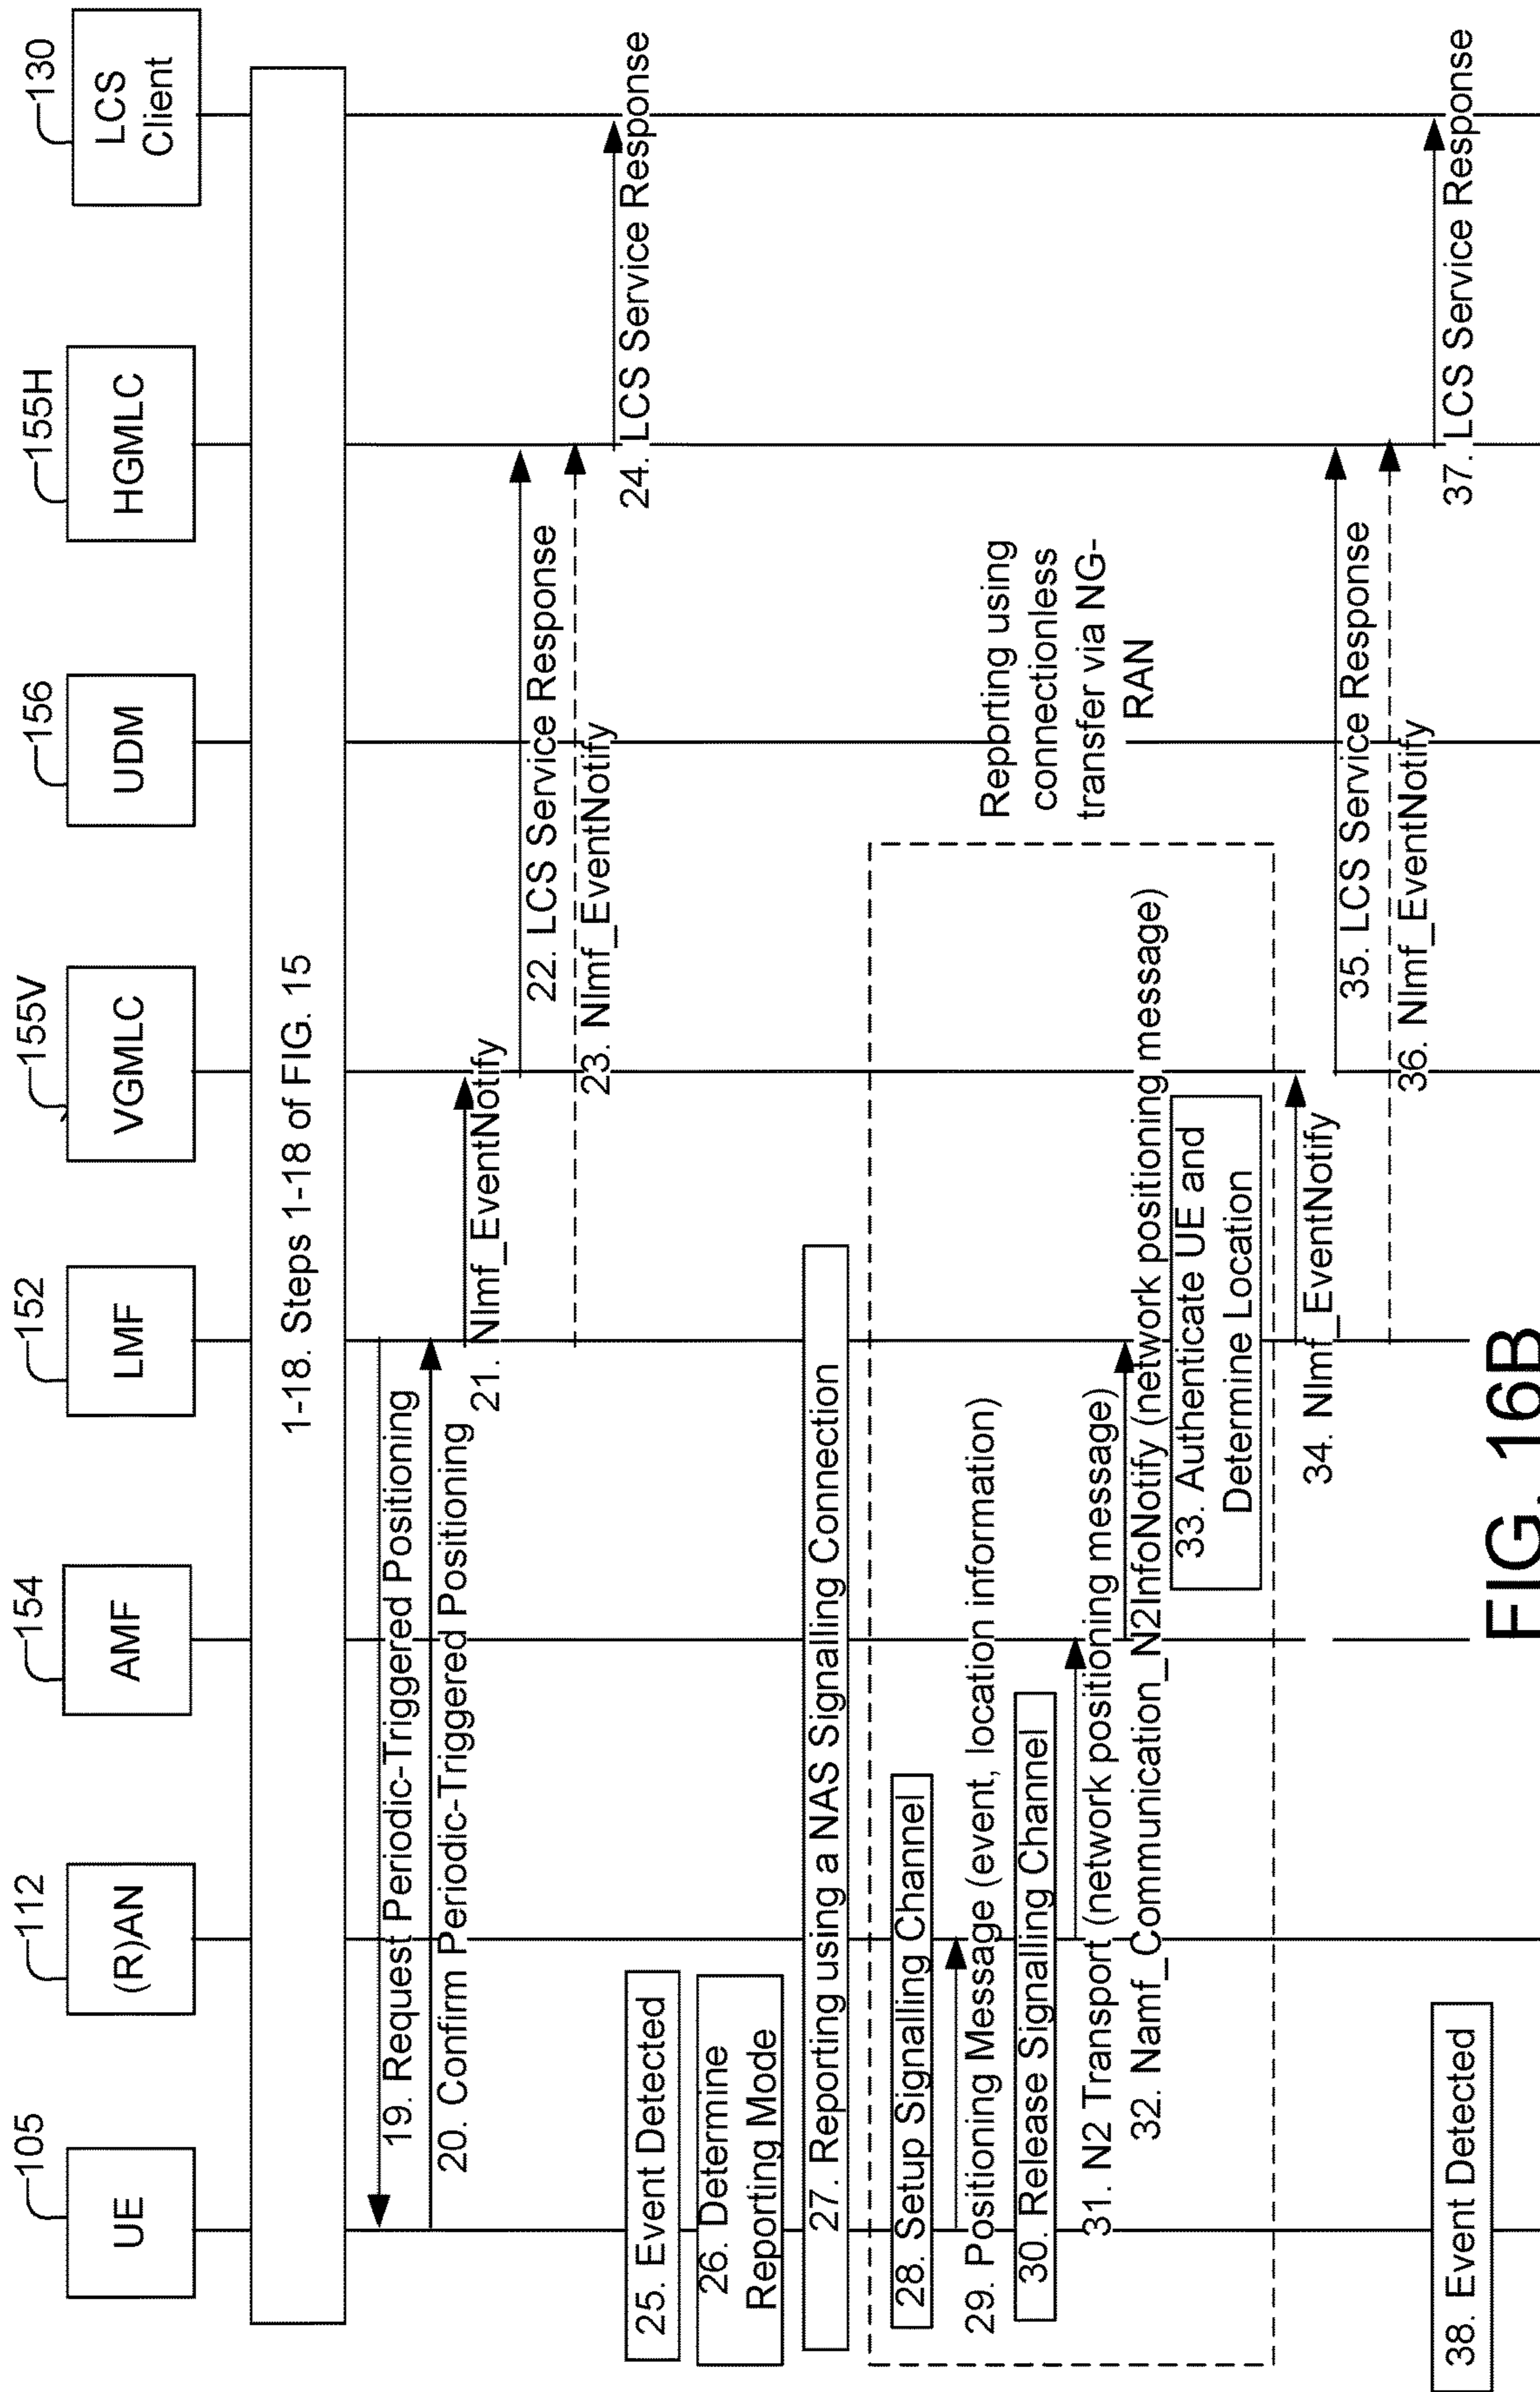 105
112
154
152
155V
156
155H
130
UE
(R)AN
AMF
LMF
VGMLC
UDM
HGMLC
LCS
Client
1-18. Steps 1-18 of FIG. 15
19. Request Periodic-Triggered Positioning
20. Confirm Periodic-Triggered Positioning
21. Nlmf_EventNotify
22. LCS Service Response
23. Nlmf_EventNotify
24. LCS Service Response
25. Event Detected
26. Determine
Reporting Mode
27. Reporting using a NAS Signalling Connection
28. Setup Signalling Channel
29. Positioning Message (event, location information)
30. Release Signalling Channel
Reporting using
connectionless
transfer via NG-
RAN
31. N2 Transport (network positioning message)
32. Namf_Communication_N2InfoNotify (network positioning message)
33. Authenticate UE and
Determine Location
34. Nlmf_EventNotify
35. LCS Service Response
36. Nlmf_EventNotify
37. LCS Service Response
38. Event Detected
FIG. 16B